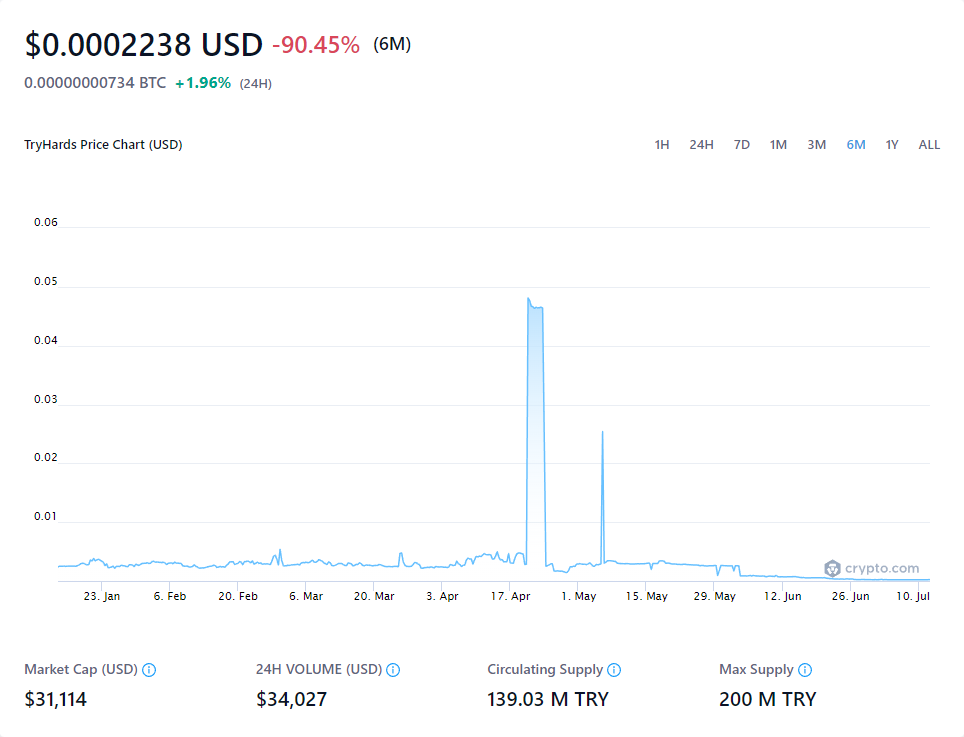 $0.0002238 USD -90.45% (6M)
0.00000000734 BTC +1.96% (24H)
TryHards Price Chart (USD) 1H 24H 7D 1M 3M 6M 1Y ALL
0.06
0.05
0.04
0.03
0.02
0.01
crypto.com
23. Jan 6. Feb 20. Feb 6. Mar 20. Mar 3. Apr 17. Apr 1. May 15. May 29. May 12. Jun 26. Jun 10. Jul
Market Cap (USD) 24H VOLUME (USD) Circulating Supply Max Supply
$31,114 $34,027 139.03 M TRY 200 M TRY